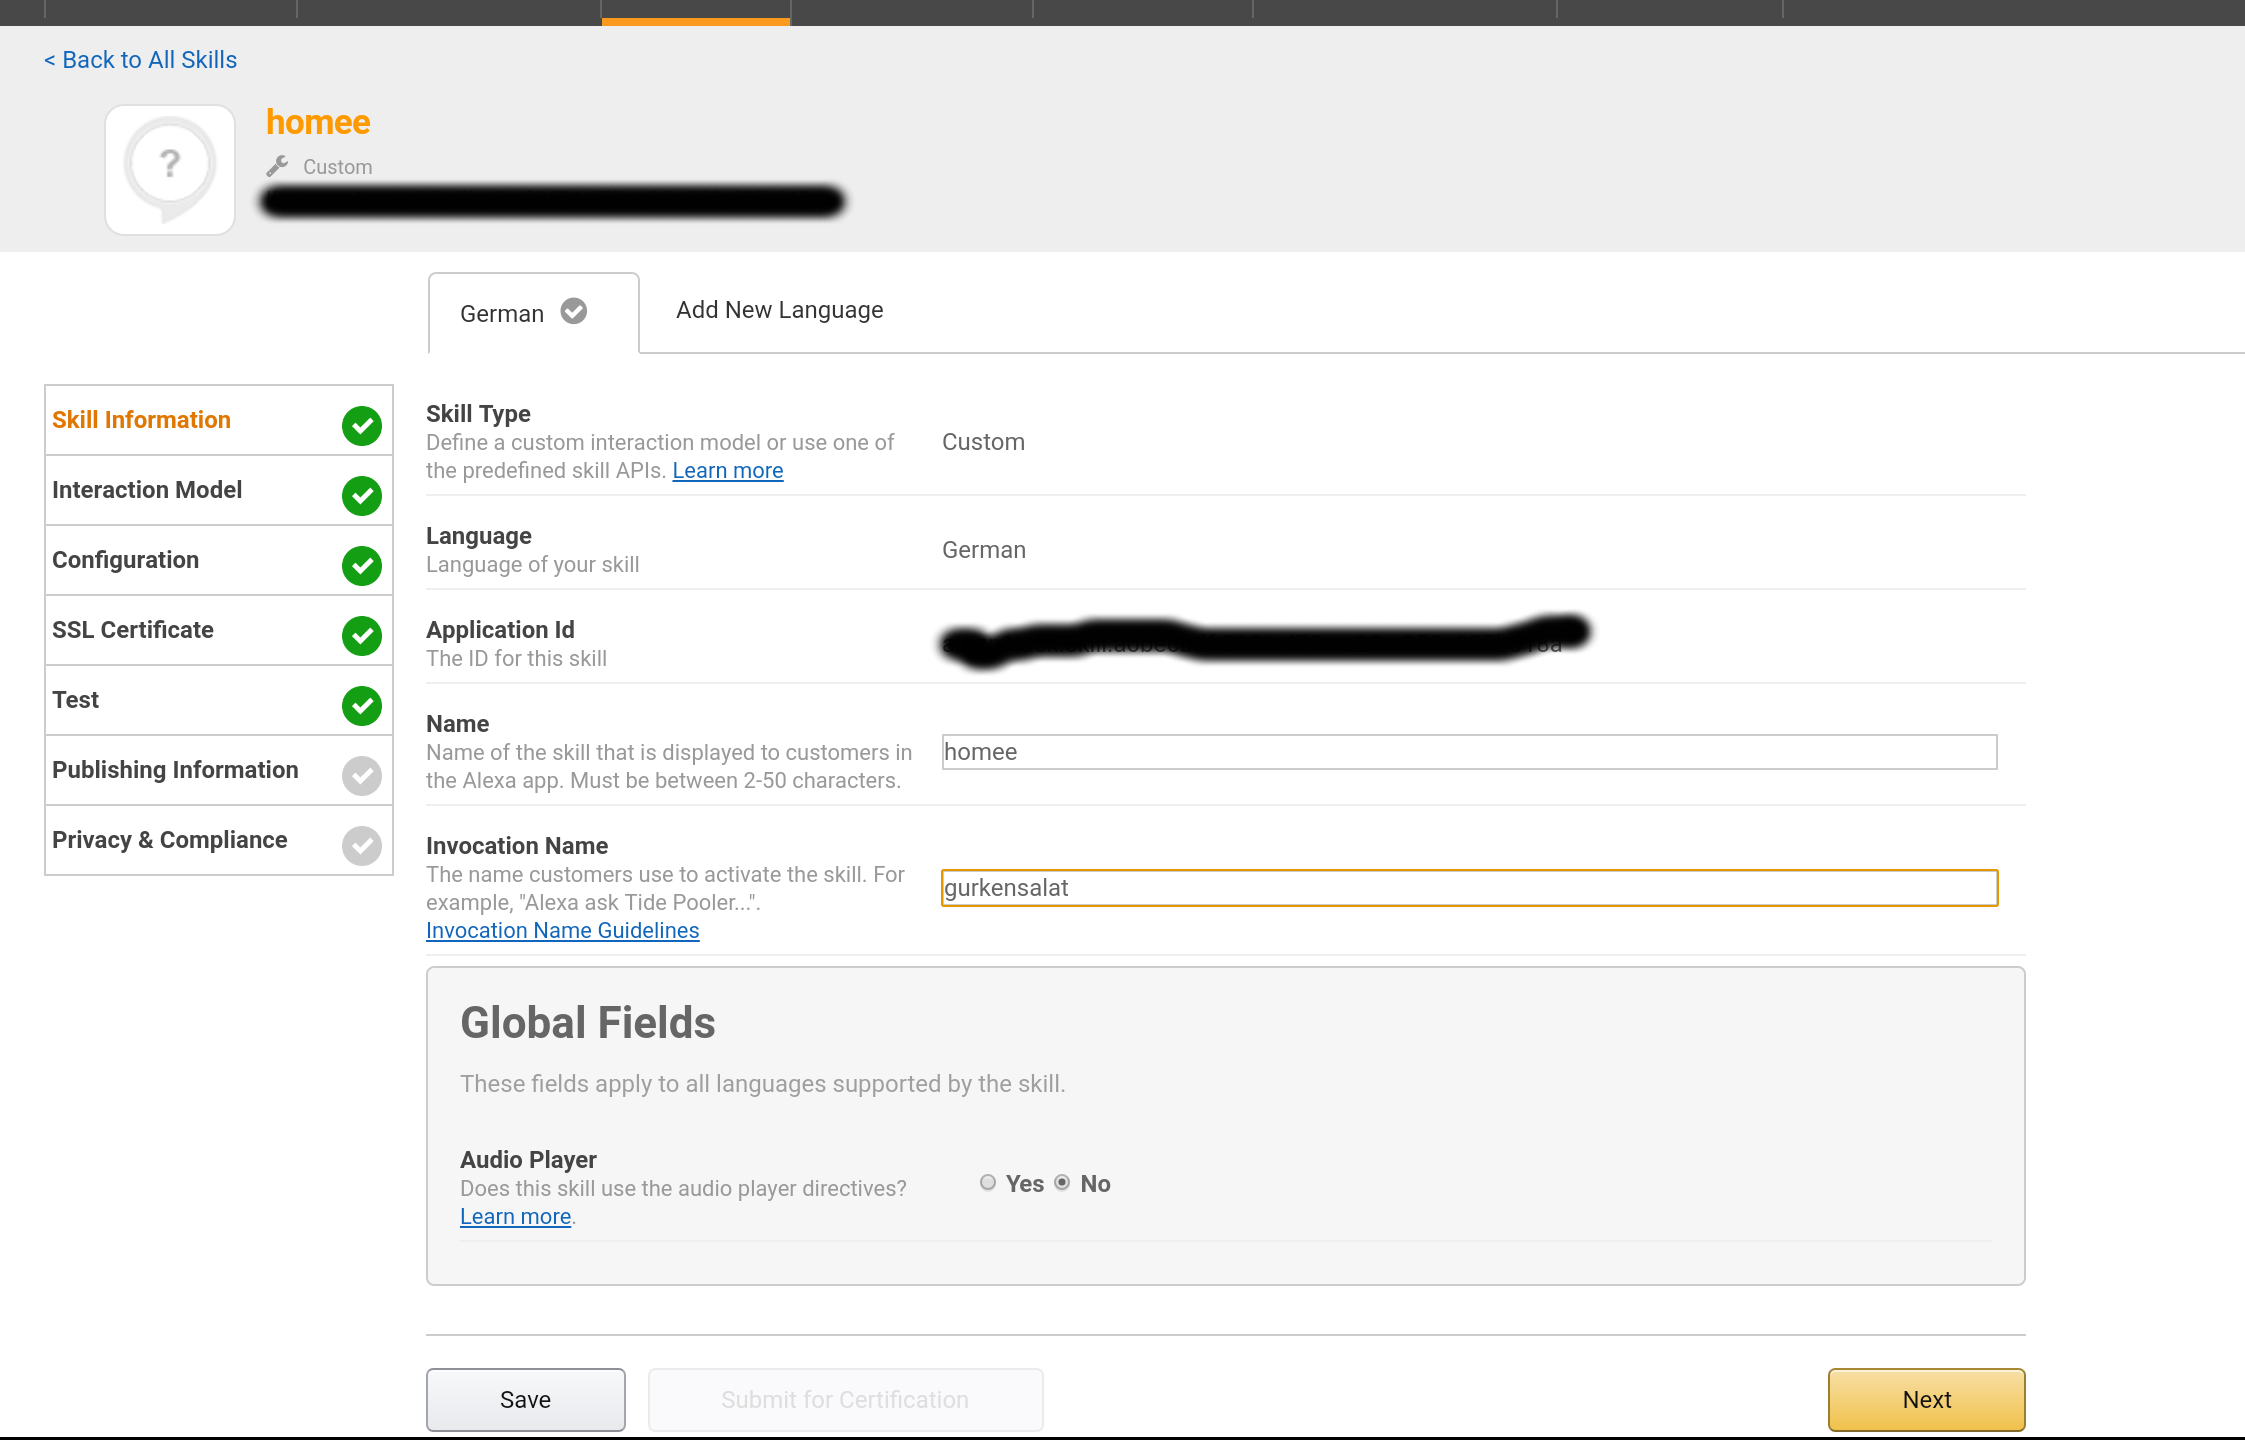 < Back to All Skills
?
homee
Custom
German
Add New Language
Skill Information
Interaction Model
Configuration
SSL Certificate
Test
Publishing Information
Privacy & Compliance
Skill Type
Define a custom interaction model or use one of
the predefined skill APIs. Learn more
Custom
Language
Language of your skill
German
Application Id
The ID for this skill
Name
Name of the skill that is displayed to customers in
the Alexa app. Must be between 2-50 characters.
homee
Invocation Name
The name customers use to activate the skill. For
example, "Alexa ask Tide Pooler...".
Invocation Name Guidelines
gurkensalat
Global Fields
These fields apply to all languages supported by the skill.
Audio Player
Does this skill use the audio player directives?
Learn more.
Yes No
Save
Submit for Certification
Next